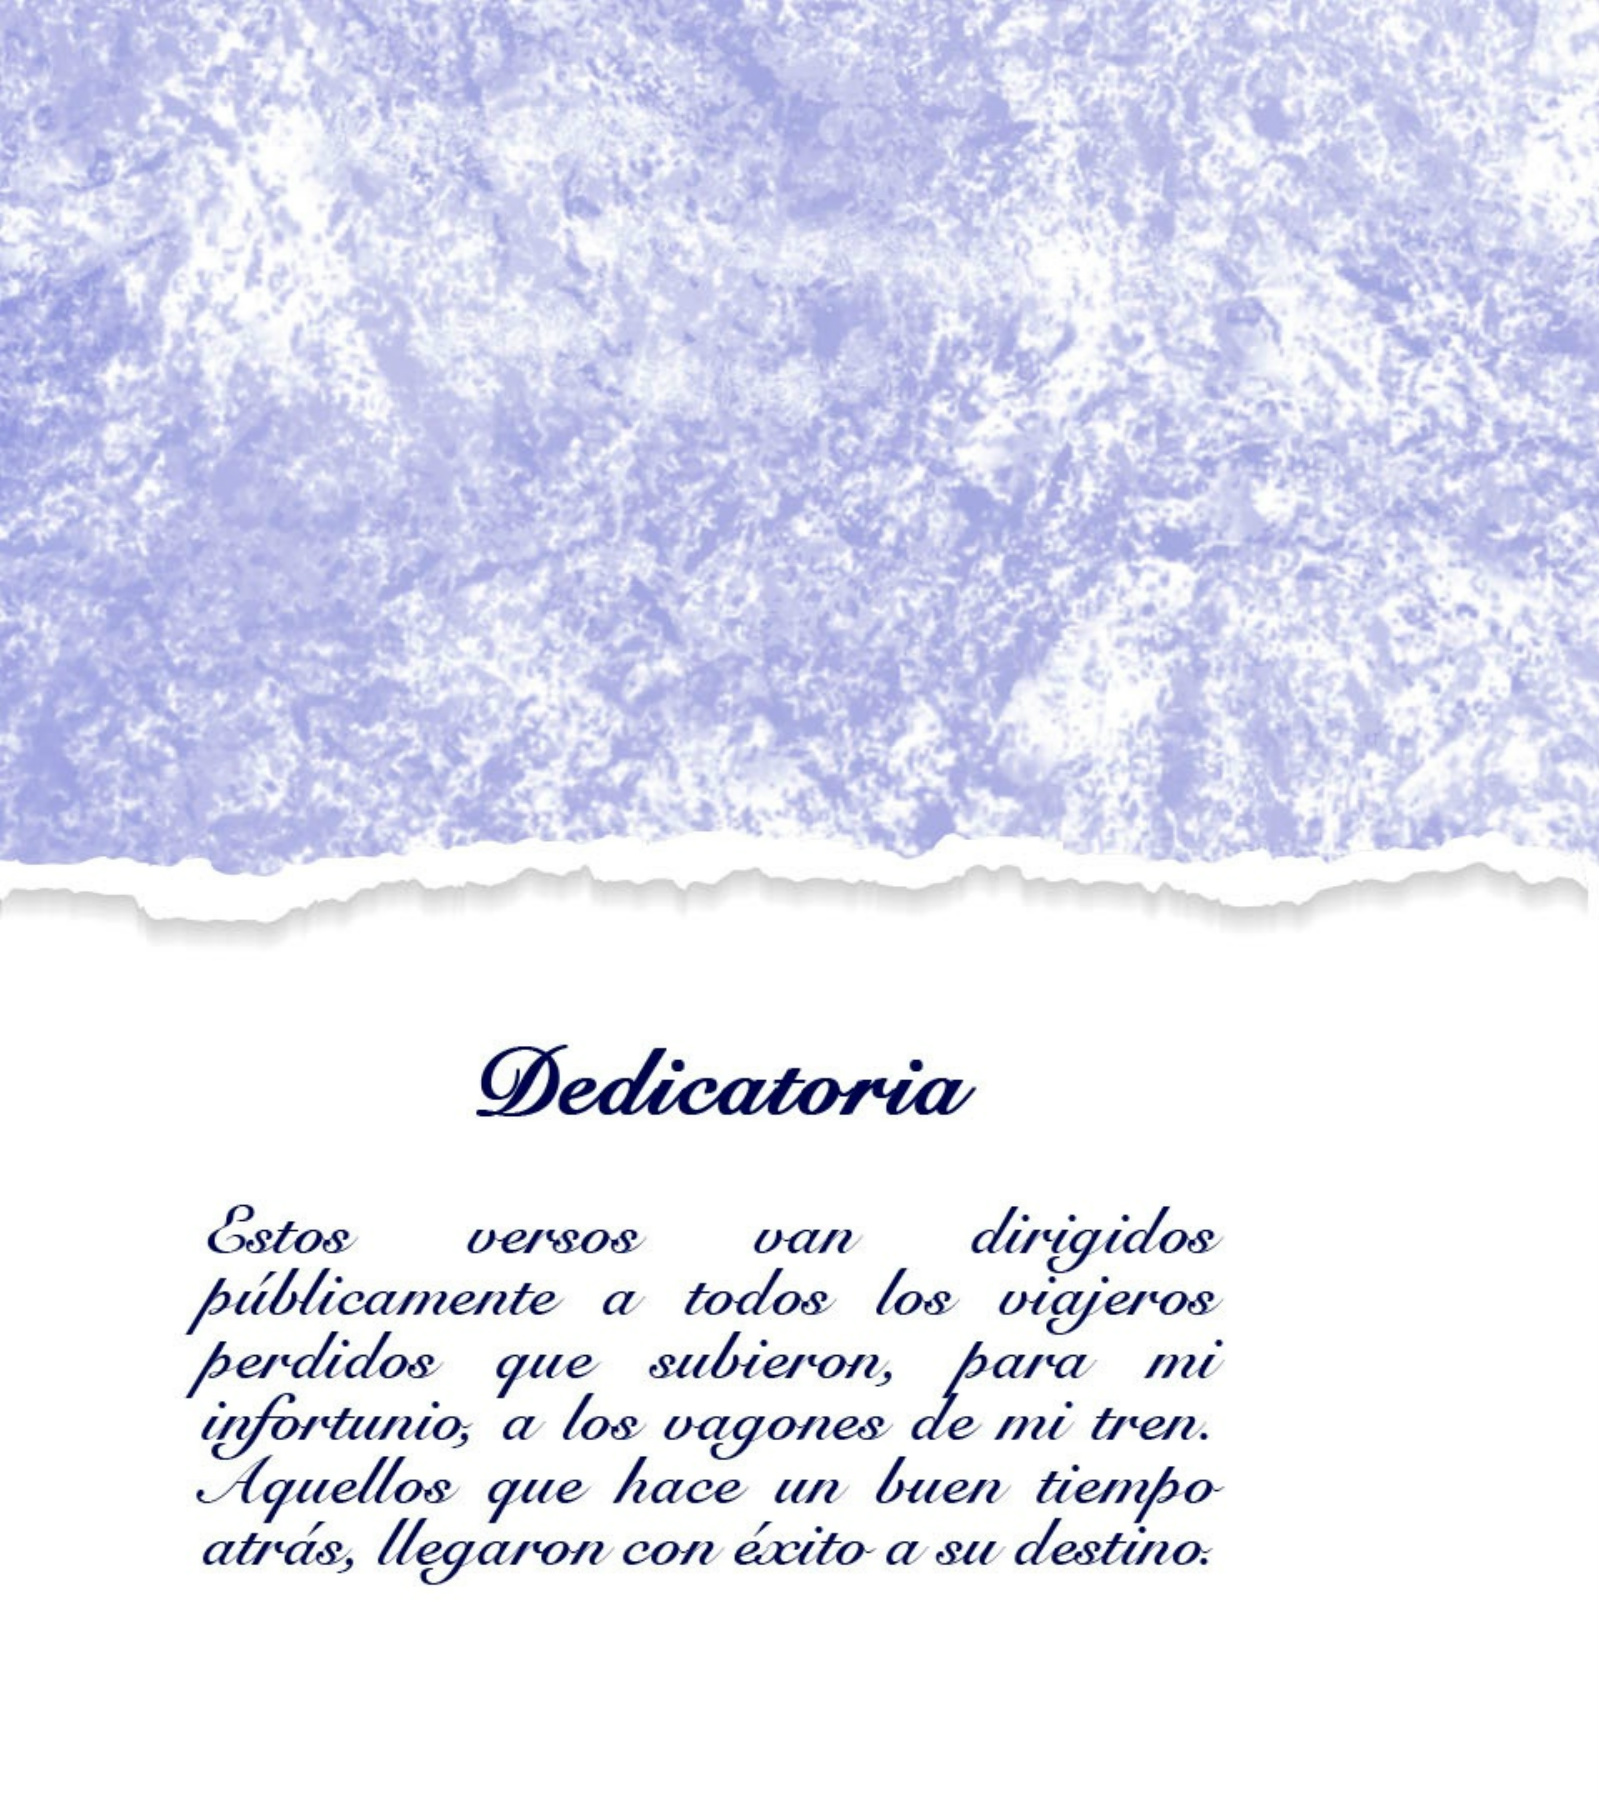 Dedicatoria
Estos versos van dirigidos
públicamente a todos los viajeros
perdidos que subieron, para mi
infortunio, a los vagones de mi tren.
Aquellos que hace un buen tiempo
atrás, llegaron con éxito a su destino.